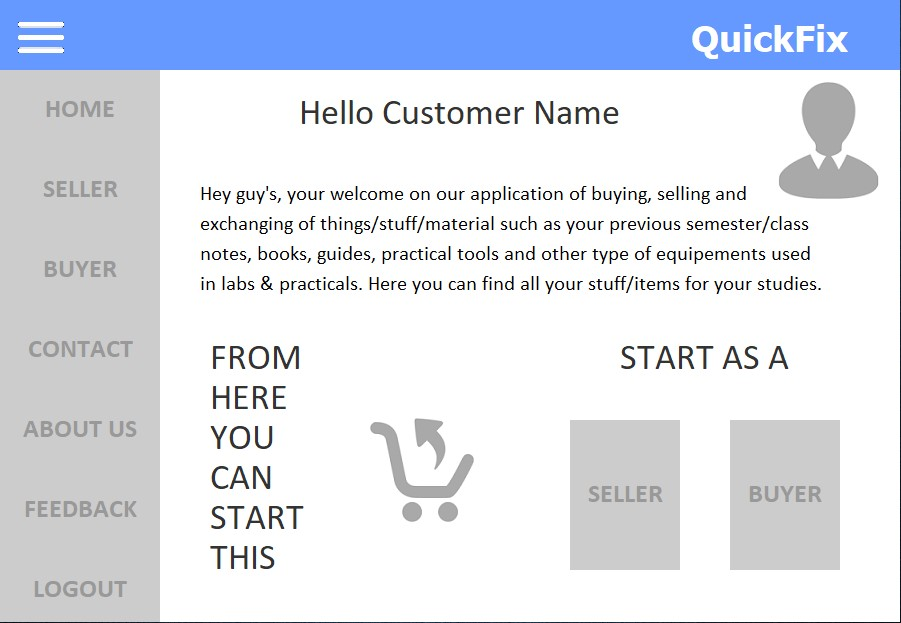 QuickFix
HOME
SELLER
BUYER
CONTACT
ABOUT US
FEEDBACK
LOGOUT
Hello Customer Name
Hey guy's, your welcome on our application of buying, selling and
exchanging of things/stuff/material such as your previous semester/class
notes, books, guides, practical tools and other type of equipements used
in labs & practicals. Here you can find all your stuff/items for your studies.
FROM
HERE
YOU
CAN
START
THIS
START AS A
SELLER
BUYER